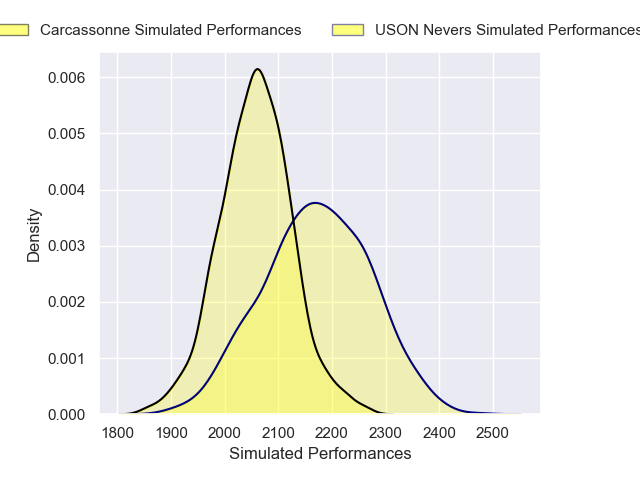 Carcassonne Simulated Performances USON Nevers Simulated Performances
0.006
0.005
0.004
0.003
0.002
0.001
0.000
Density
1800 1900 2000 2100 2200 2300 2400 2500
Simulated Performances